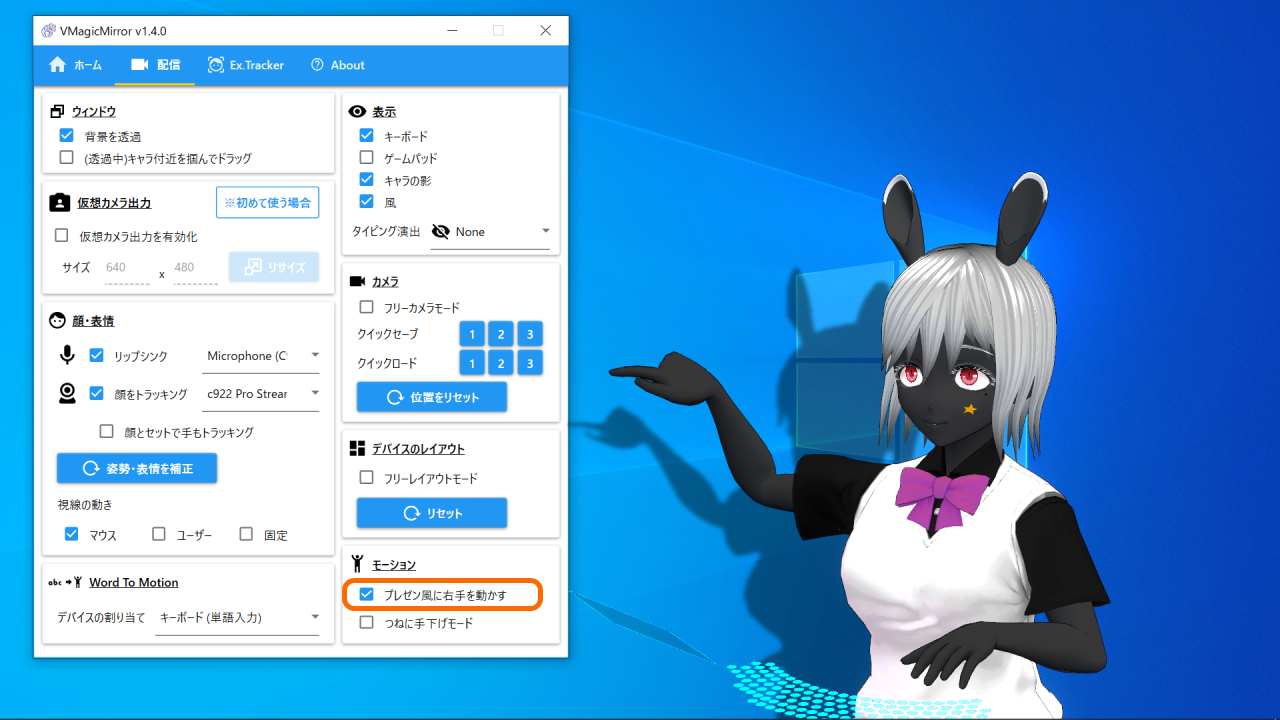 VMagicMirror v1.4.0
ホーム
配信
Ex.Tracker
About
ウィンドウ
背景を透過
(透過中)キャラ付近を掴んでドラッグ
仮想カメラ出力
※初めて使う場合
仮想カメラ出力を有効化
サイズ 640 x 480
リサイズ
顔・表情
リップシンク Microphone (C
顔をトラッキング c922 Pro Strear
顔とセットで手もトラッキング
姿勢・表情を補正
視線の動き
マウス ユーザー 固定
abc Word To Motion
デバイスの割り当て キーボード (単語入力)
表示
キーボード
ゲームパッド
キャラの影
風
タイピング演出 None
カメラ
フリーカメラモード
クイックセーブ 1 2 3
クイックロード 1 2 3
位置をリセット
デバイスのレイアウト
フリーレイアウトモード
リセット
モーション
プレゼン風に右手を動かす
つねに手下げモード